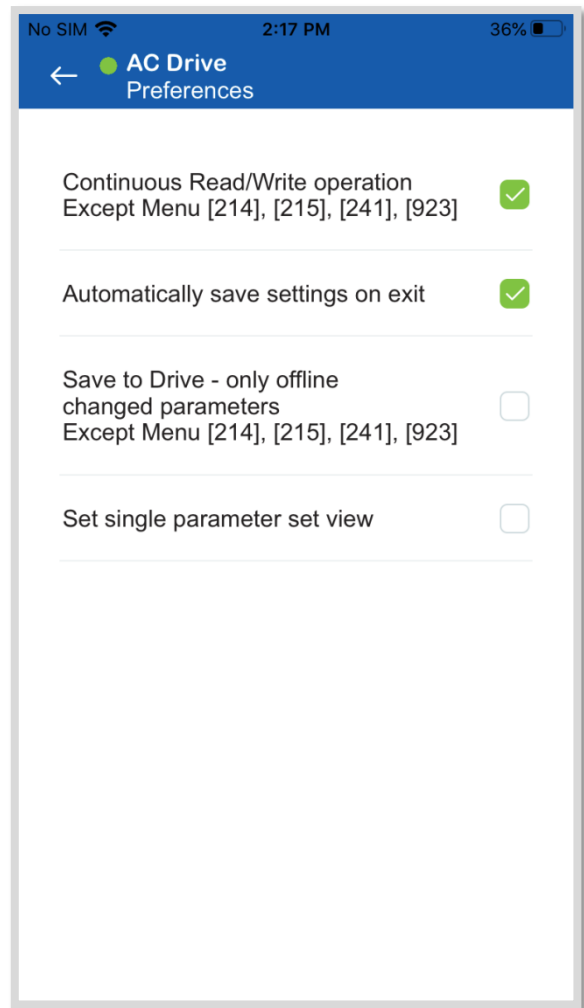 No SIM 2:17 PM 36%
AC Drive
Preferences
Continuous Read/Write operation
Except Menu [214], [215], [241], [923]
Automatically save settings on exit
Save to Drive - only offline
changed parameters
Except Menu [214], [215], [241], [923]
Set single parameter set view